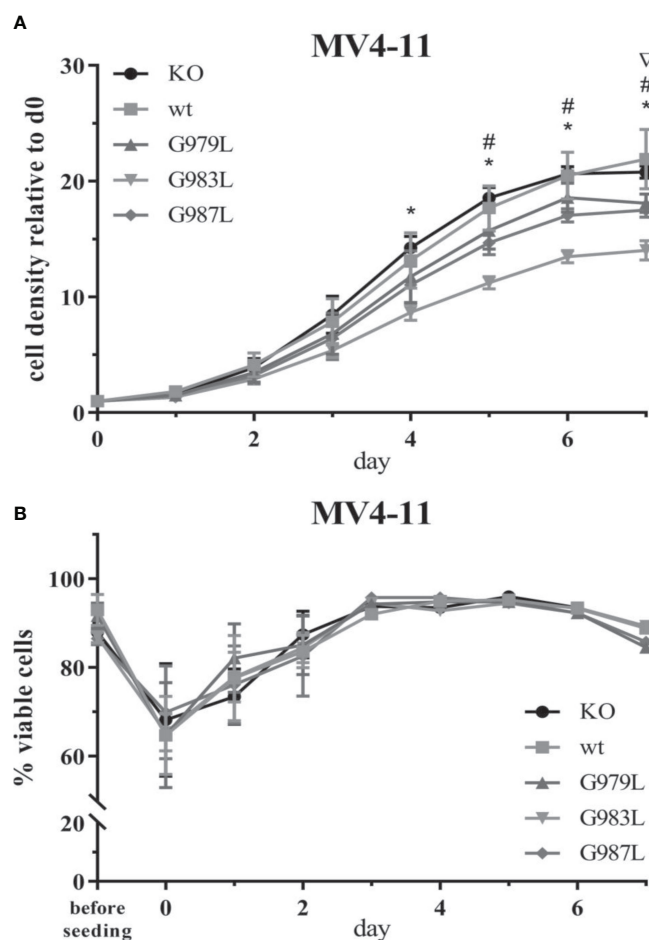 A
MV4-11
cell density relative to d0
30
20
10
0
KO
wt
G979L
G983L
G987L
*
#
*
#
*
∇
#
*
0 2 4 6
day
B
MV4-11
% viable cells
100
80
60
20
0
KO
wt
G979L
G983L
G987L
before
seeding
0 2 4 6
day